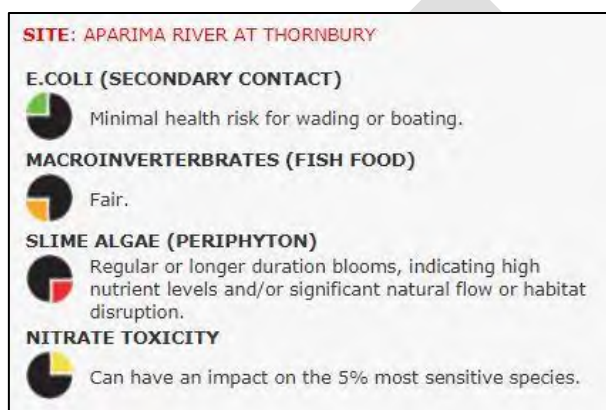 SITE: APARIMA RIVER AT THORNBURY
E.COLI (SECONDARY CONTACT)
Minimal health risk for wading or boating.
MACROINVERTERBRATES (FISH FOOD)
Fair.
SLIME ALGAE (PERIPHYTON)
Regular or longer duration blooms, indicating high
nutrient levels and/or significant natural flow or habitat
disruption.
NITRATE TOXICITY
Can have an impact on the 5% most sensitive species.